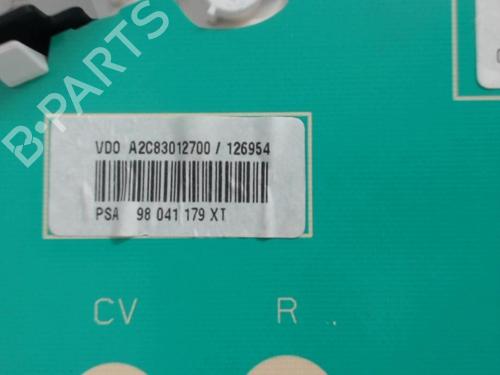 B-PARTS
VDO A2C83012700 / 126954
PSA 98 041 179 XT
CV R .